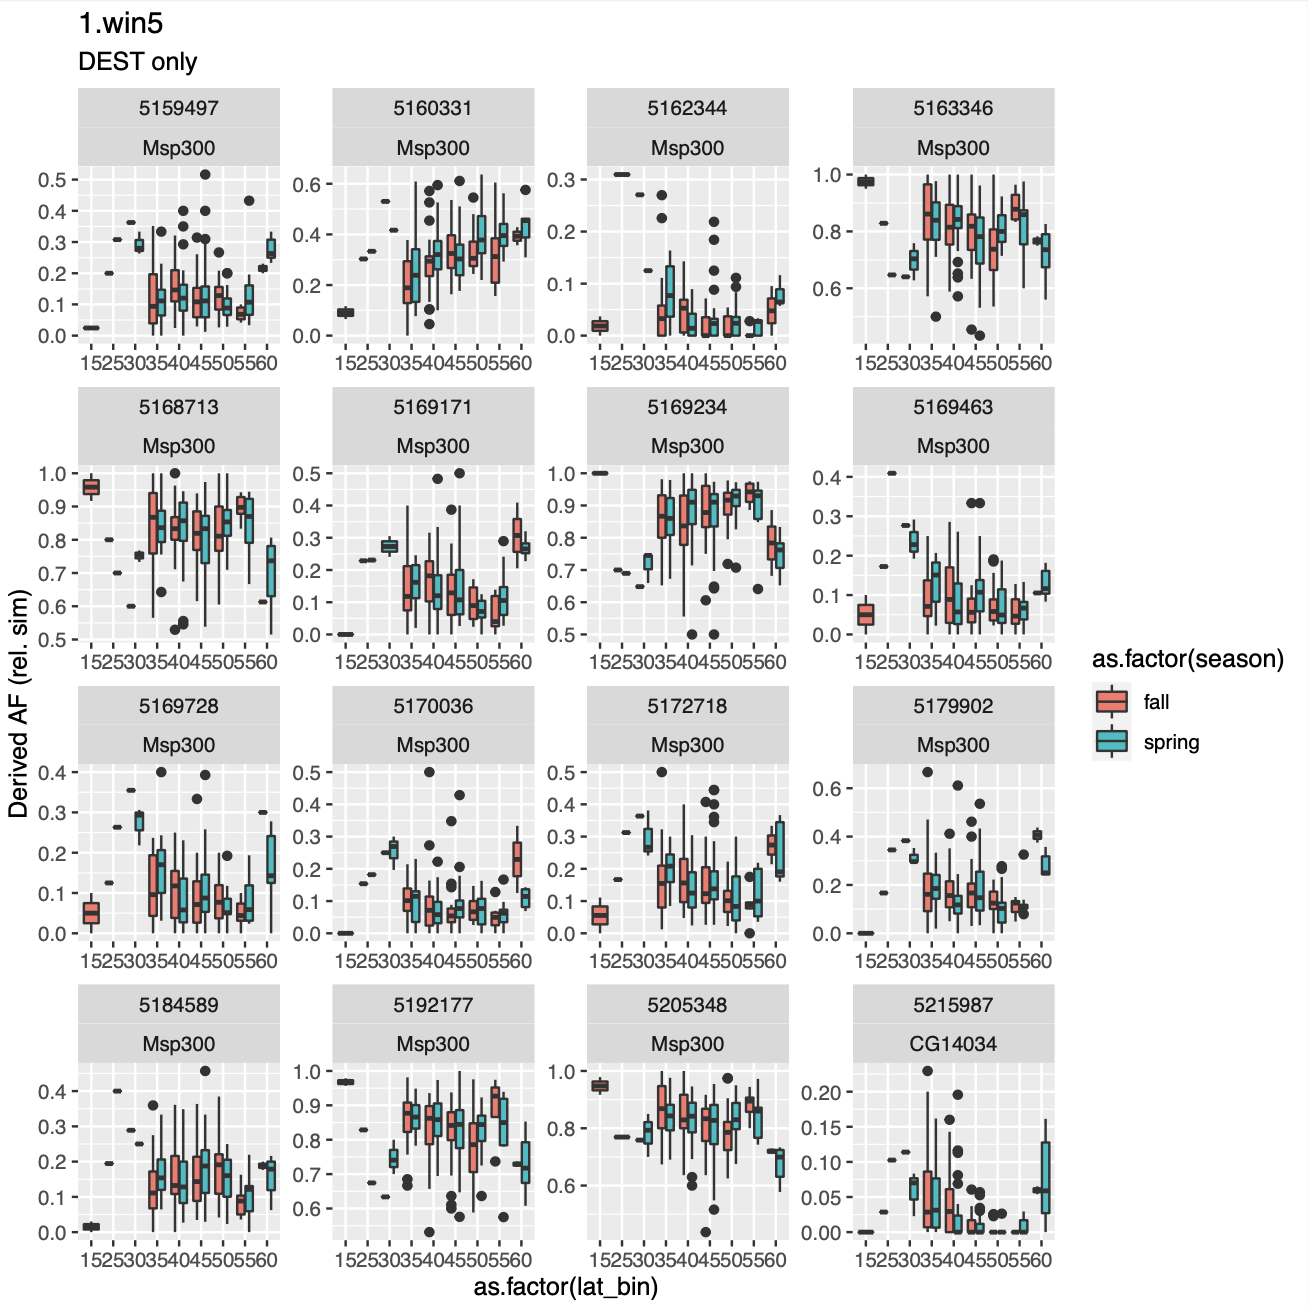 1.win5
DEST only
5159497 5160331 5162344 5163346
Msp300 Msp300 Msp300 Msp300
0.5 0.4 0.3 0.2 0.1 0.0
0.6 0.4 0.2 0.0
0.3 0.2 0.1 0.0
1.0 0.8 0.6
152530354045505560 152530354045505560 152530354045505560 152530354045505560
5168713 5169171 5169234 5169463
Msp300 Msp300 Msp300 Msp300
1.0 0.9 0.8 0.7 0.6 0.5
0.5 0.4 0.3 0.2 0.1 0.0
1.0 0.9 0.8 0.7 0.6 0.5
0.4 0.3 0.2 0.1 0.0
152530354045505560 152530354045505560 152530354045505560 152530354045505560
Derived AF (rel. sim)
5169728 5170036 5172718 5179902
Msp300 Msp300 Msp300 Msp300
0.4 0.3 0.2 0.1 0.0
0.5 0.4 0.3 0.2 0.1 0.0
0.5 0.4 0.3 0.2 0.1 0.0
0.6 0.4 0.2 0.0
152530354045505560 152530354045505560 152530354045505560 152530354045505560
5184589 5192177 5205348 5215987
Msp300 Msp300 Msp300 CG14034
0.4 0.3 0.2 0.1 0.0
1.0 0.9 0.8 0.7 0.6
1.0 0.8 0.6
0.20 0.15 0.10 0.05 0.00
152530354045505560 152530354045505560 152530354045505560 152530354045505560
as.factor(lat_bin)
as.factor(season)
fall
spring